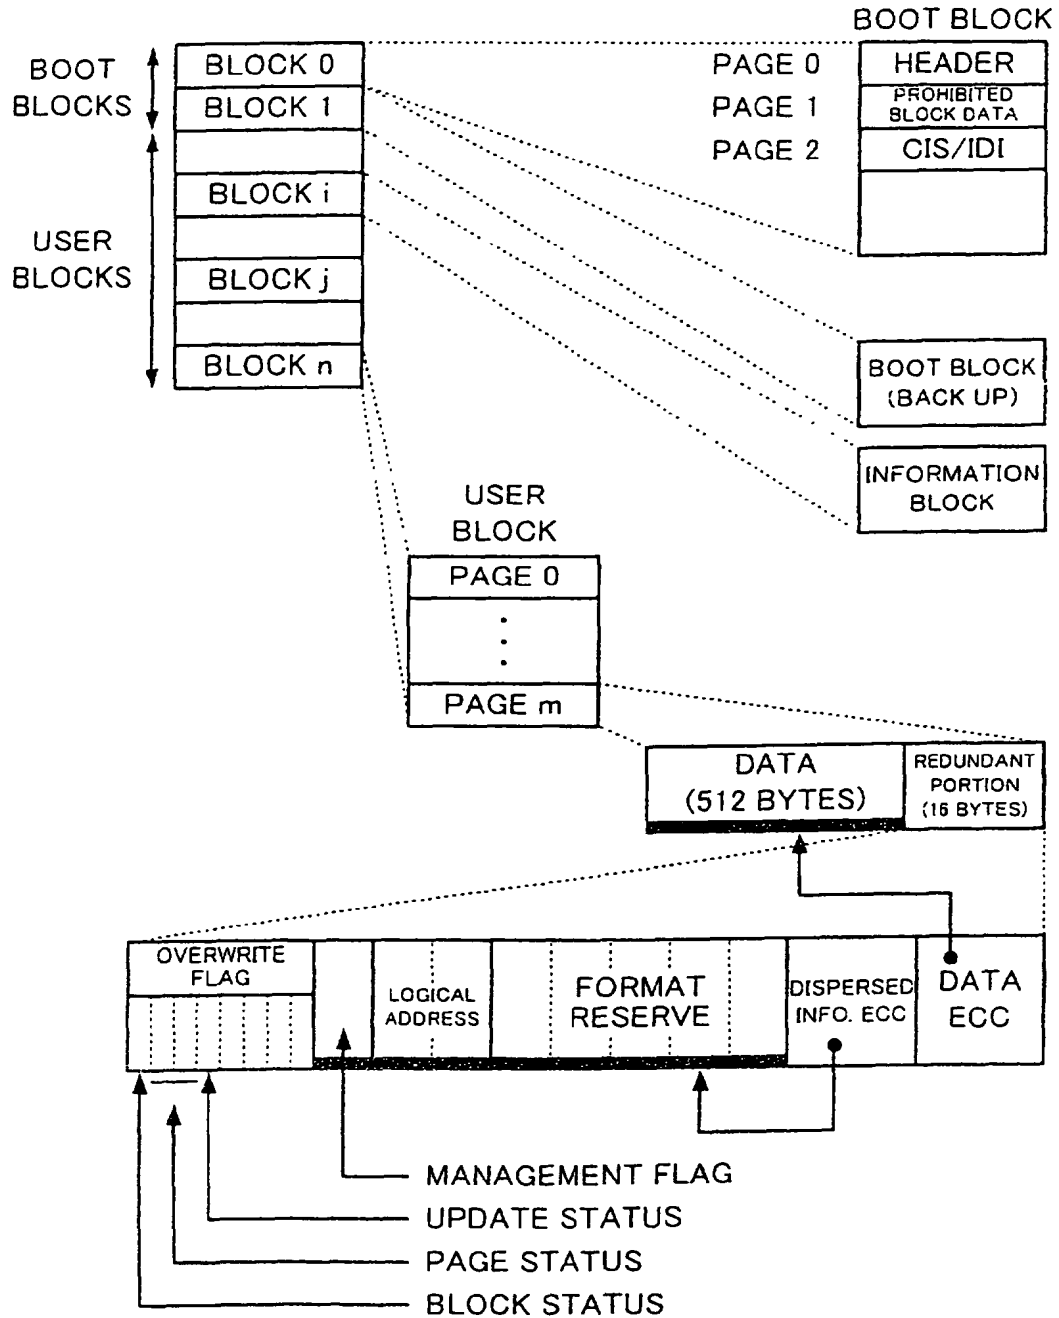 BOOT BLOCK
BOOT
BLOCKS
BLOCK 0
BLOCK 1
PAGE 0
HEADER
PAGE 1
PROHIBITED
BLOCK DATA
PAGE 2
CIS/IDI
USER
BLOCKS
BLOCK i
BLOCK j
BLOCK n
BOOT BLOCK
(BACK UP)
INFORMATION
BLOCK
USER
BLOCK
PAGE 0
PAGE m
DATA
(512 BYTES)
REDUNDANT
PORTION
(16 BYTES)
OVERWRITE
FLAG
LOGICAL
ADDRESS
FORMAT
RESERVE
DISPERSED
INFO. ECC
DATA
ECC
MANAGEMENT FLAG
UPDATE STATUS
PAGE STATUS
BLOCK STATUS